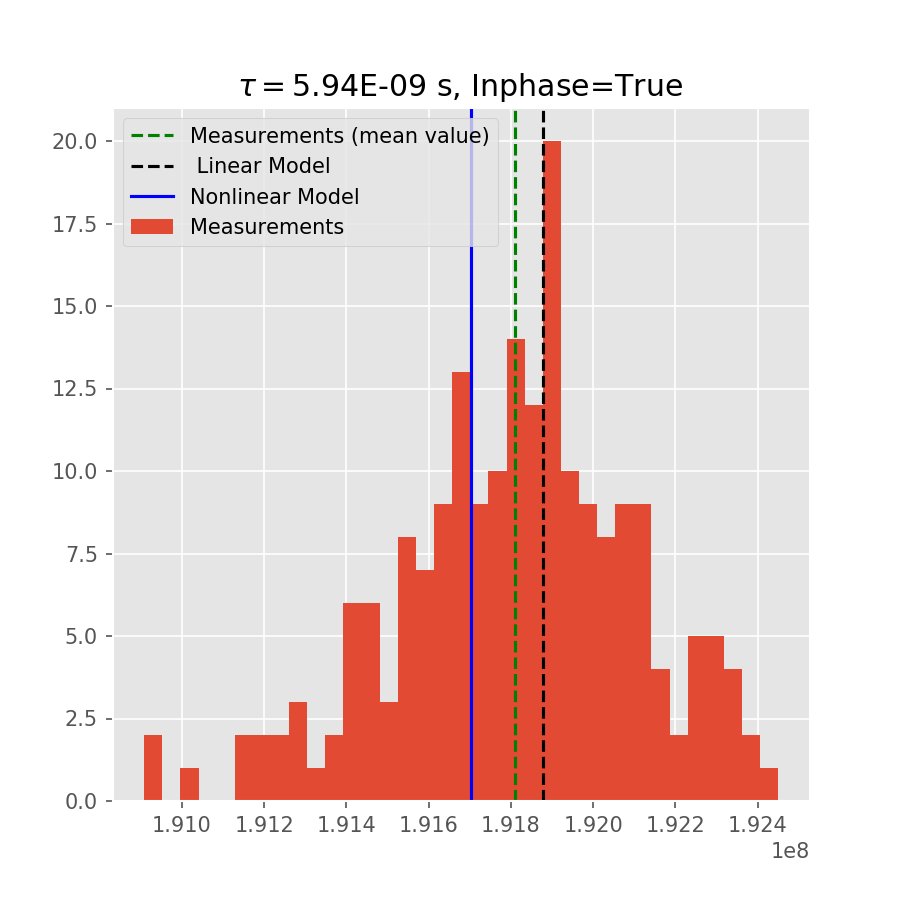 τ = 5.94E-09 s, Inphase=True
Measurements (mean value)
Linear Model
Nonlinear Model
Measurements
20.0
17.5
15.0
12.5
10.0
7.5
5.0
2.5
0.0
1.910 1.912 1.914 1.916 1.918 1.920 1.922 1.924
1e8